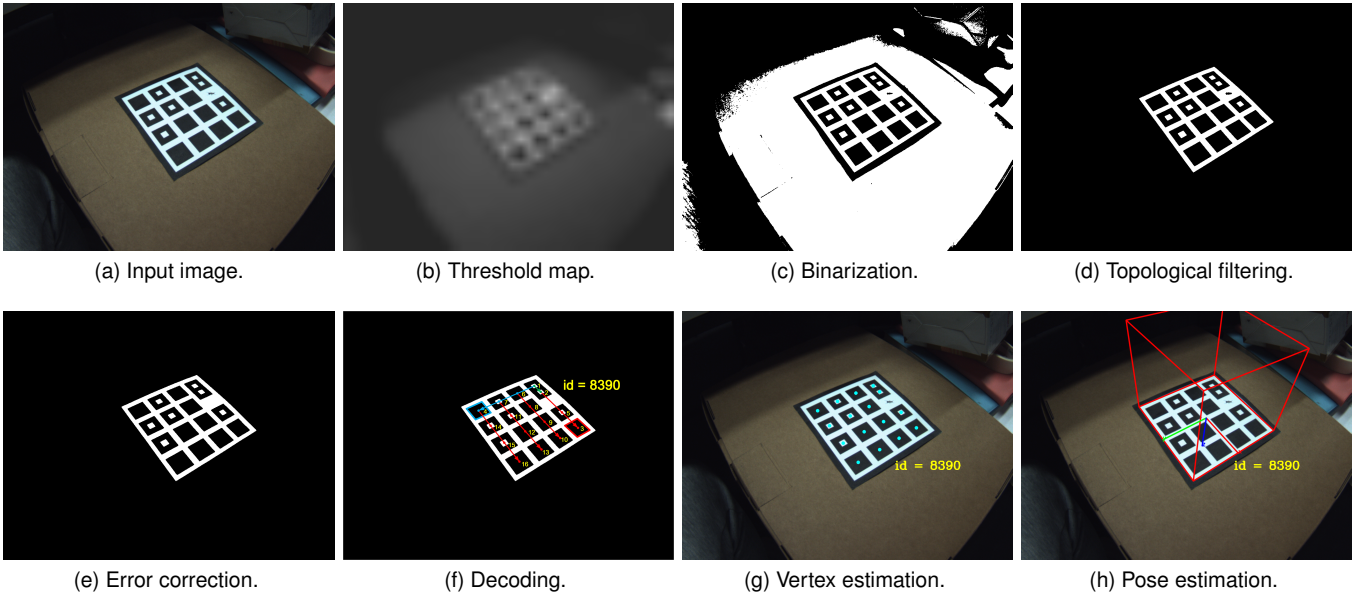 (a) Input image.
(b) Threshold map.
(c) Binarization.
(d) Topological filtering.
id = 8390
id = 8390
id = 8390
(e) Error correction.
(f) Decoding.
(g) Vertex estimation.
(h) Pose estimation.